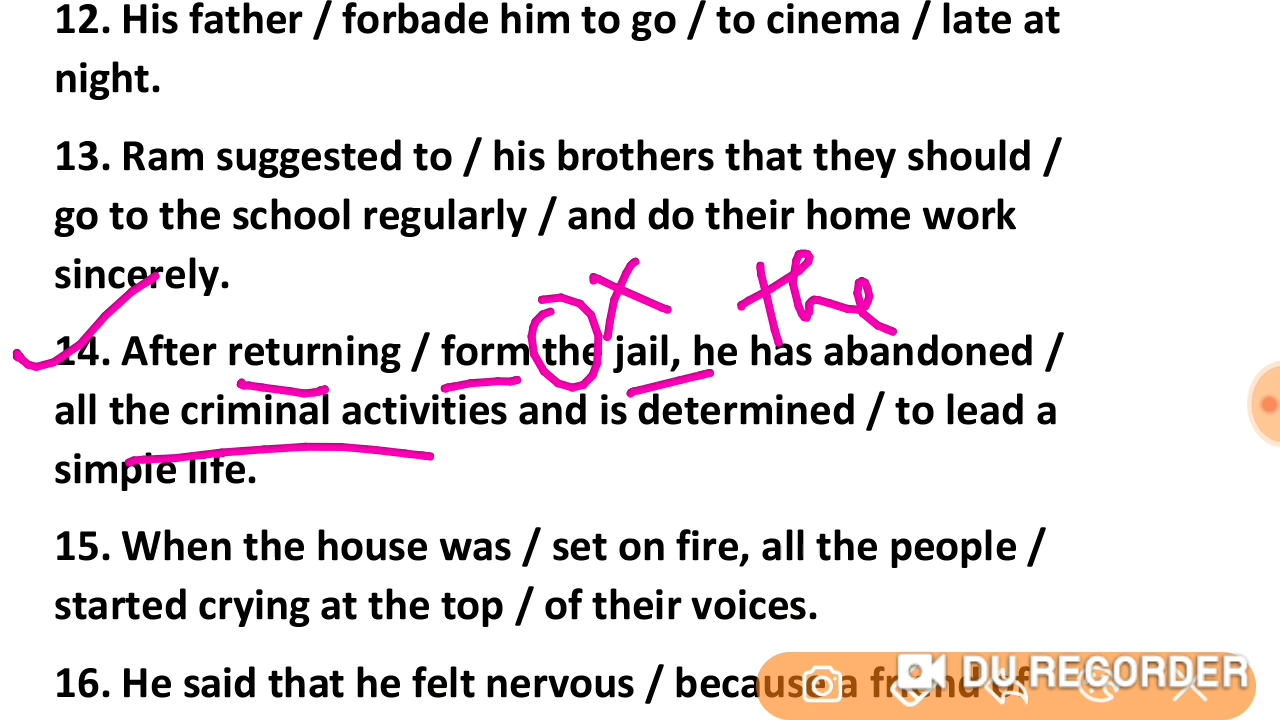 12. His father / forbade him to go / to cinema / late at
night.
13. Ram suggested to / his brothers that they should /
go to the school regularly / and do their home work
sincerely.
x the
14. After returning / form the jail, he has abandoned /
all the criminal activities and is determined / to lead a
simple life.
15. When the house was / set on fire, all the people /
started crying at the top / of their voices.
16. He said that he felt nervous / because a friend of
DU RECORDER